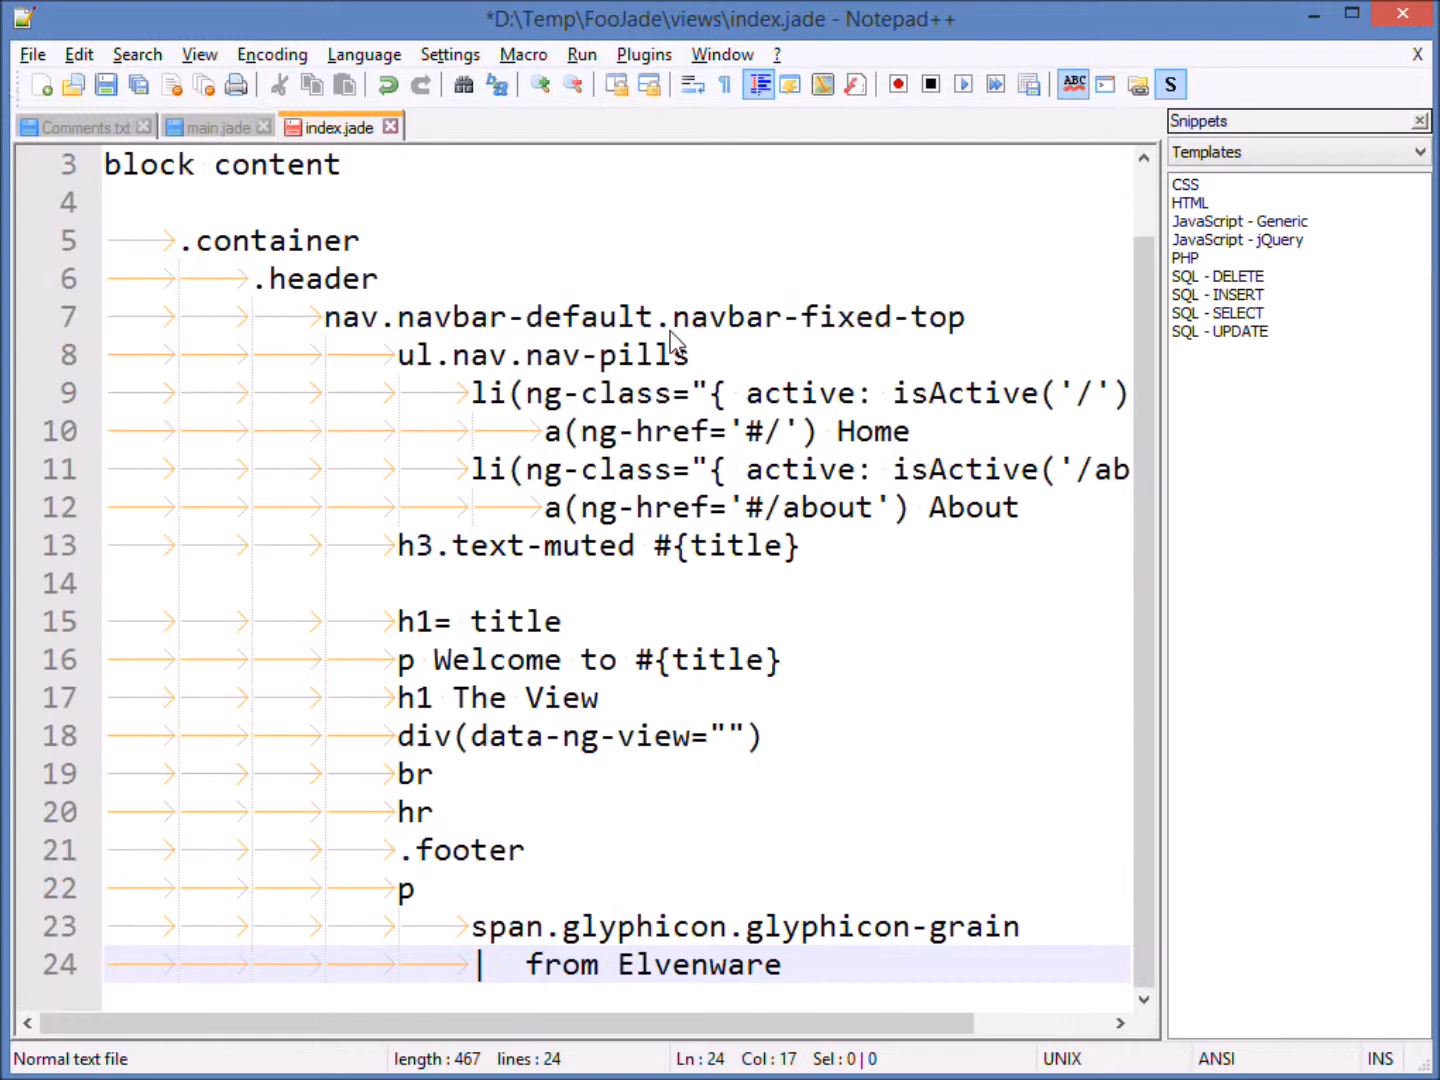 *D:\Temp\FooJade\views\index.jade - Notepad++
File Edit Search View Encoding Language Settings Macro Run Plugins Window ? X
ABC S
Comments.txt main.jade index.jade
Snippets
Templates
CSS
HTML
JavaScript - Generic
JavaScript - jQuery
PHP
SQL - DELETE
SQL - INSERT
SQL - SELECT
SQL - UPDATE
3 block content
4
5 .container
6 .header
7 nav.navbar-default.navbar-fixed-top
8 ul.nav.nav-pills
9 li(ng-class="{ active: isActive('/')
10 a(ng-href='#/') Home
11 li(ng-class="{ active: isActive('/ab
12 a(ng-href='#/about') About
13 h3.text-muted #{title}
14
15 h1= title
16 p Welcome to #{title}
17 h1 The View
18 div(data-ng-view="")
19 br
20 hr
21 .footer
22 p
23 span.glyphicon.glyphicon-grain
24 |  from Elvenware
Normal text file length : 467 lines : 24 Ln : 24 Col : 17 Sel : 0 | 0 UNIX ANSI INS